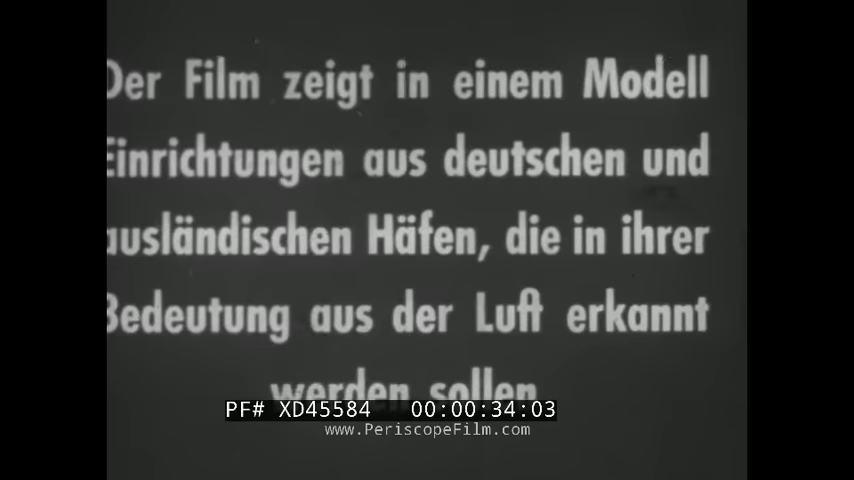 Der Film zeigt in einem Modell
Einrichtungen aus deutschen und
ausländischen Häfen, die in ihrer
Bedeutung aus der Luft erkannt
werden sollen
PF# XD45584 00:00:34:03
www.PeriscopeFilm.com